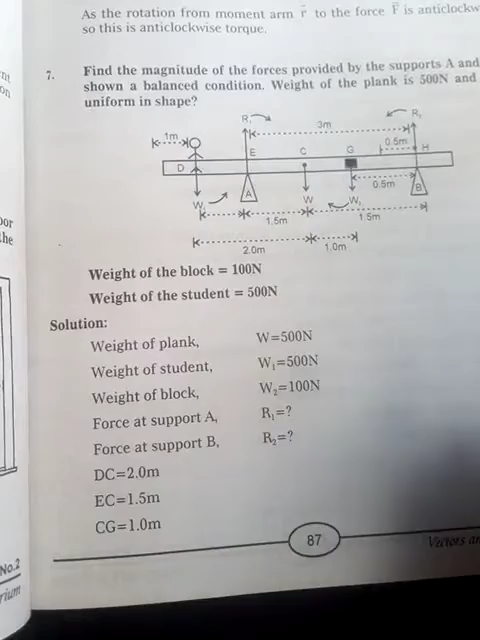 As the rotation from moment arm r to the force F is anticlockw
so this is anticlockwise torque.
7. Find the magnitude of the forces provided by the supports A and
shown a balanced condition. Weight of the plank is 500N and
uniform in shape?
R₁ 3m R₂
1m E C G 0.5m H
D
A 0.5m B
W₁ W W₂
1.5m 1.5m
2.0m 1.0m
Weight of the block = 100N
Weight of the student = 500N
Solution:
Weight of plank, W=500N
Weight of student, W₁=500N
Weight of block, W₂=100N
Force at support A, R₁=?
Force at support B, R₂=?
DC=2.0m
EC=1.5m
CG=1.0m
87
Vectors
No.2